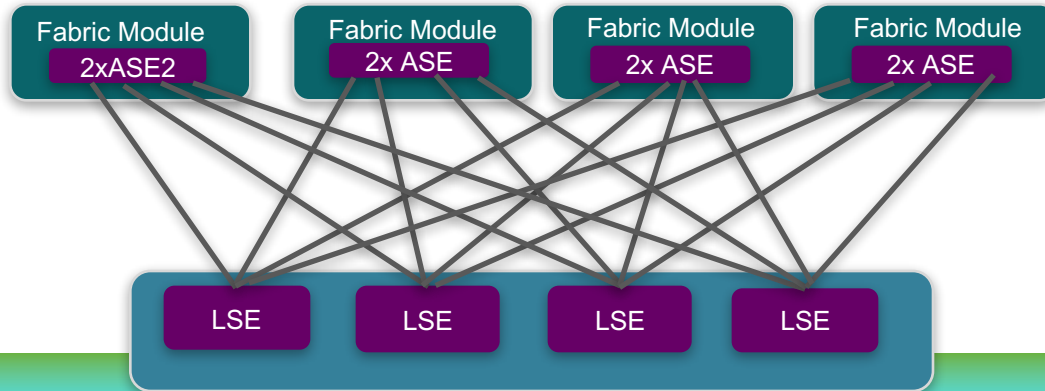 Fabric Module
2xASE2
Fabric Module
2x ASE
Fabric Module
2x ASE
Fabric Module
2x ASE
LSE
LSE
LSE
LSE